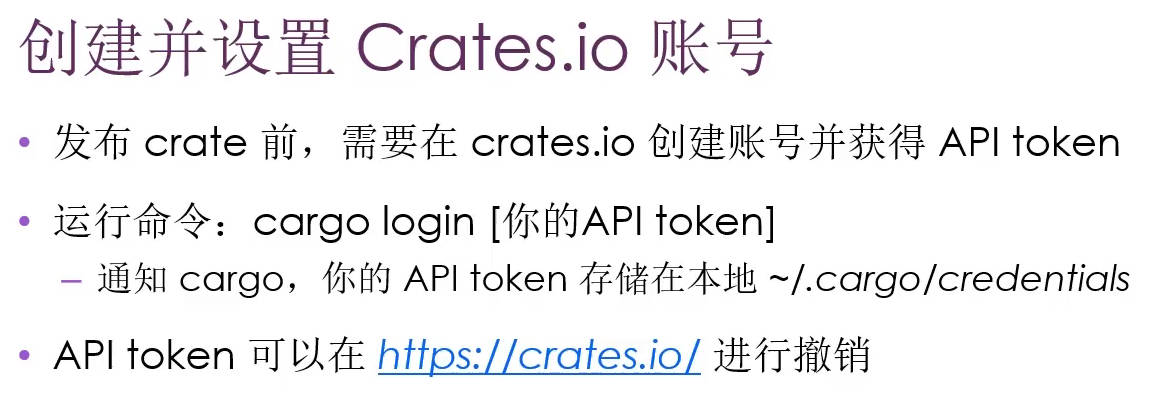 创建并设置 Crates.io 账号
• 发布 crate 前，需要在 crates.io 创建账号并获得 API token
• 运行命令：cargo login [你的API token]
– 通知 cargo，你的 API token 存储在本地 ~/.cargo/credentials
• API token 可以在 https://crates.io/ 进行撤销